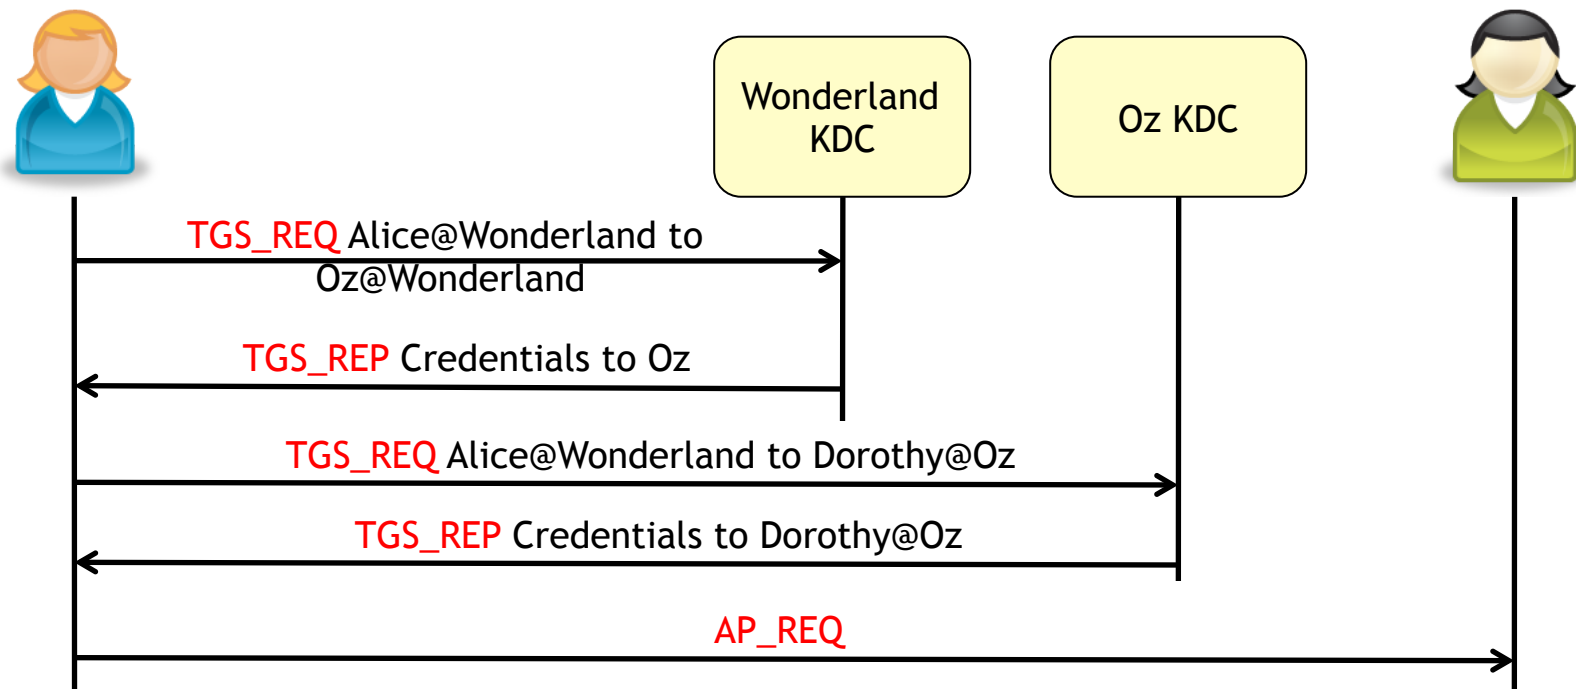 Wonderland
KDC
Oz KDC
TGS_REQ Alice@Wonderland to
Oz@Wonderland
TGS_REP Credentials to Oz
TGS_REQ Alice@Wonderland to Dorothy@Oz
TGS_REP Credentials to Dorothy@Oz
AP_REQ